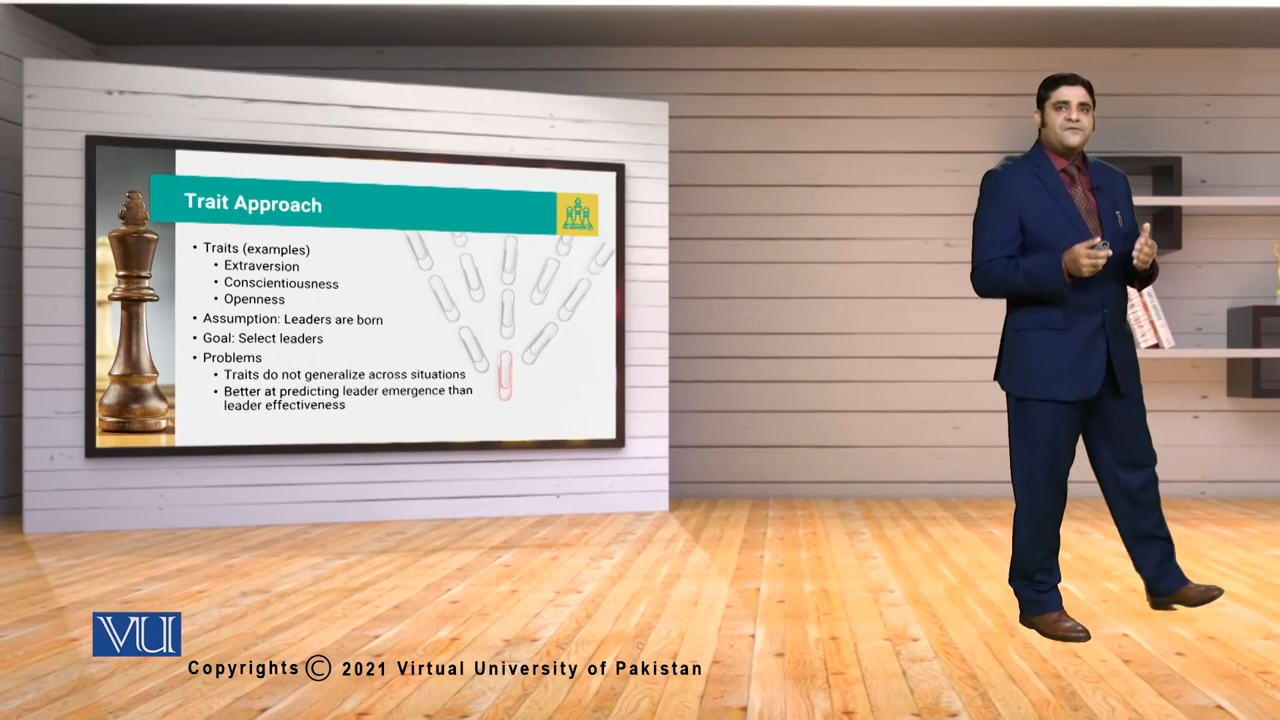 Trait Approach
• Traits (examples)
• Extraversion
• Conscientiousness
• Openness
• Assumption: Leaders are born
• Goal: Select leaders
• Problems
• Traits do not generalize across situations
• Better at predicting leader emergence than
leader effectiveness
VU
Copyrights © 2021 Virtual University of Pakistan